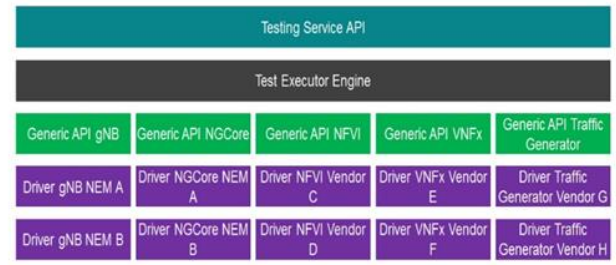 Testing Service API
Test Executor Engine
Generic API gNB
Generic API NGCore
Generic API NFVI
Generic API VNFx
Generic API Traffic
Generator
Driver gNB NEM A
Driver NGCore NEM
A
Driver NFVI Vendor
C
Driver VNFx Vendor
E
Driver Traffic
Generator Vendor G
Driver gNB NEM B
Driver NGCore NEM
B
Driver NFVI Vendor
D
Driver VNFx Vendor
F
Driver Traffic
Generator Vendor H